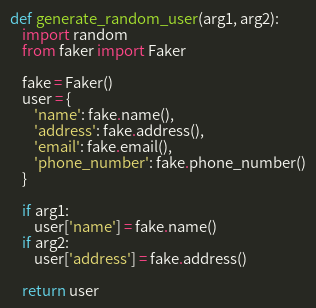 def generate_random_user(arg1, arg2):
    import random
    from faker import Faker

    fake = Faker()
    user = {
        'name': fake.name(),
        'address': fake.address(),
        'email': fake.email(),
        'phone_number': fake.phone_number()
    }

    if arg1:
        user['name'] = fake.name()
    if arg2:
        user['address'] = fake.address()

    return user